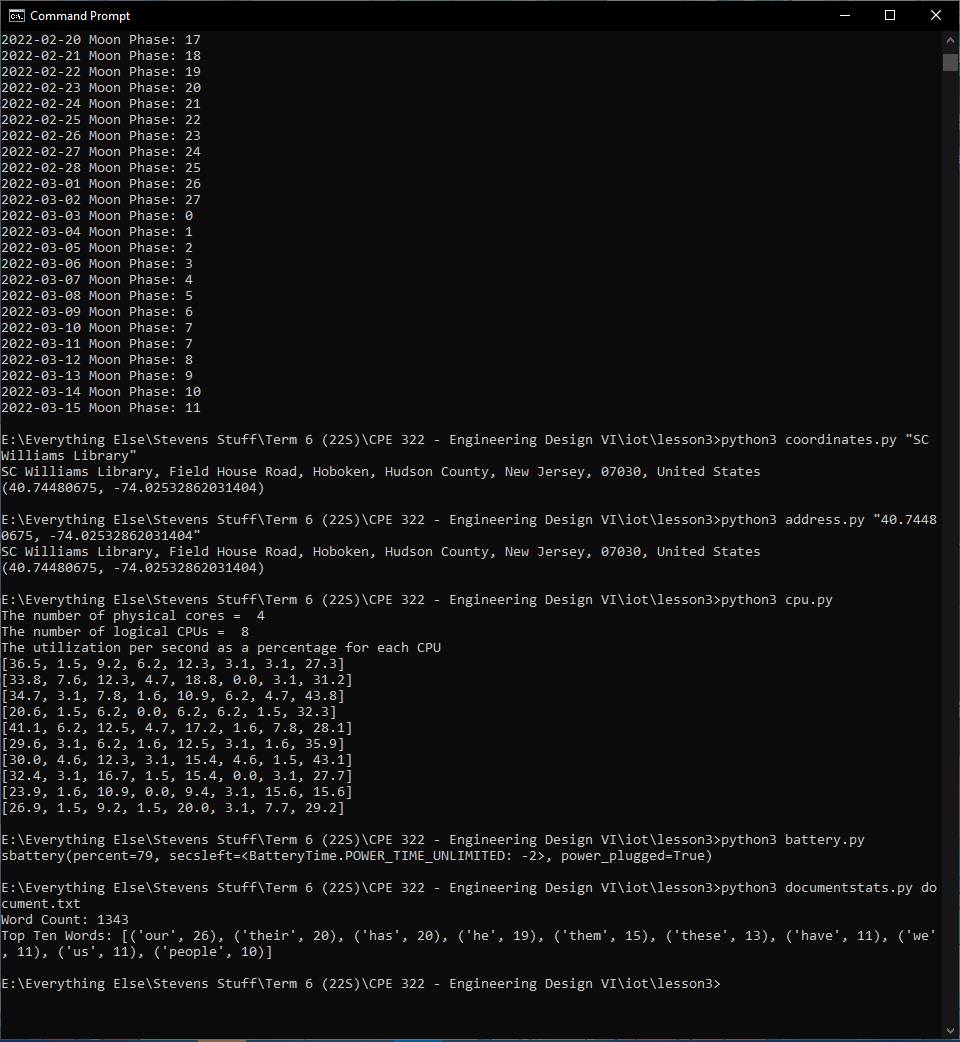 Command Prompt
2022-02-20 Moon Phase: 17
2022-02-21 Moon Phase: 18
2022-02-22 Moon Phase: 19
2022-02-23 Moon Phase: 20
2022-02-24 Moon Phase: 21
2022-02-25 Moon Phase: 22
2022-02-26 Moon Phase: 23
2022-02-27 Moon Phase: 24
2022-02-28 Moon Phase: 25
2022-03-01 Moon Phase: 26
2022-03-02 Moon Phase: 27
2022-03-03 Moon Phase: 0
2022-03-04 Moon Phase: 1
2022-03-05 Moon Phase: 2
2022-03-06 Moon Phase: 3
2022-03-07 Moon Phase: 4
2022-03-08 Moon Phase: 5
2022-03-09 Moon Phase: 6
2022-03-10 Moon Phase: 7
2022-03-11 Moon Phase: 7
2022-03-12 Moon Phase: 8
2022-03-13 Moon Phase: 9
2022-03-14 Moon Phase: 10
2022-03-15 Moon Phase: 11
E:\Everything Else\Stevens Stuff\Term 6 (22S)\CPE 322 - Engineering Design VI\iot\lesson3>python3 coordinates.py "SC
Williams Library"
SC Williams Library, Field House Road, Hoboken, Hudson County, New Jersey, 07030, United States
(40.74480675, -74.02532862031404)
E:\Everything Else\Stevens Stuff\Term 6 (22S)\CPE 322 - Engineering Design VI\iot\lesson3>python3 address.py "40.7448
0675, -74.02532862031404"
SC Williams Library, Field House Road, Hoboken, Hudson County, New Jersey, 07030, United States
(40.74480675, -74.02532862031404)
E:\Everything Else\Stevens Stuff\Term 6 (22S)\CPE 322 - Engineering Design VI\iot\lesson3>python3 cpu.py
The number of physical cores =  4
The number of logical CPUs =  8
The utilization per second as a percentage for each CPU
[36.5, 1.5, 9.2, 6.2, 12.3, 3.1, 3.1, 27.3]
[33.8, 7.6, 12.3, 4.7, 18.8, 0.0, 3.1, 31.2]
[34.7, 3.1, 7.8, 1.6, 10.9, 6.2, 4.7, 43.8]
[20.6, 1.5, 6.2, 0.0, 6.2, 6.2, 1.5, 32.3]
[41.1, 6.2, 12.5, 4.7, 17.2, 1.6, 7.8, 28.1]
[29.6, 3.1, 6.2, 1.6, 12.5, 3.1, 1.6, 35.9]
[30.0, 4.6, 12.3, 3.1, 15.4, 4.6, 1.5, 43.1]
[32.4, 3.1, 16.7, 1.5, 15.4, 0.0, 3.1, 27.7]
[23.9, 1.6, 10.9, 0.0, 9.4, 3.1, 15.6, 15.6]
[26.9, 1.5, 9.2, 1.5, 20.0, 3.1, 7.7, 29.2]
E:\Everything Else\Stevens Stuff\Term 6 (22S)\CPE 322 - Engineering Design VI\iot\lesson3>python3 battery.py
sbattery(percent=79, secsleft=<BatteryTime.POWER_TIME_UNLIMITED: -2>, power_plugged=True)
E:\Everything Else\Stevens Stuff\Term 6 (22S)\CPE 322 - Engineering Design VI\iot\lesson3>python3 documentstats.py do
cument.txt
Word Count: 1343
Top Ten Words: [('our', 26), ('their', 20), ('has', 20), ('he', 19), ('them', 15), ('these', 13), ('have', 11), ('we'
, 11), ('us', 11), ('people', 10)]
E:\Everything Else\Stevens Stuff\Term 6 (22S)\CPE 322 - Engineering Design VI\iot\lesson3>